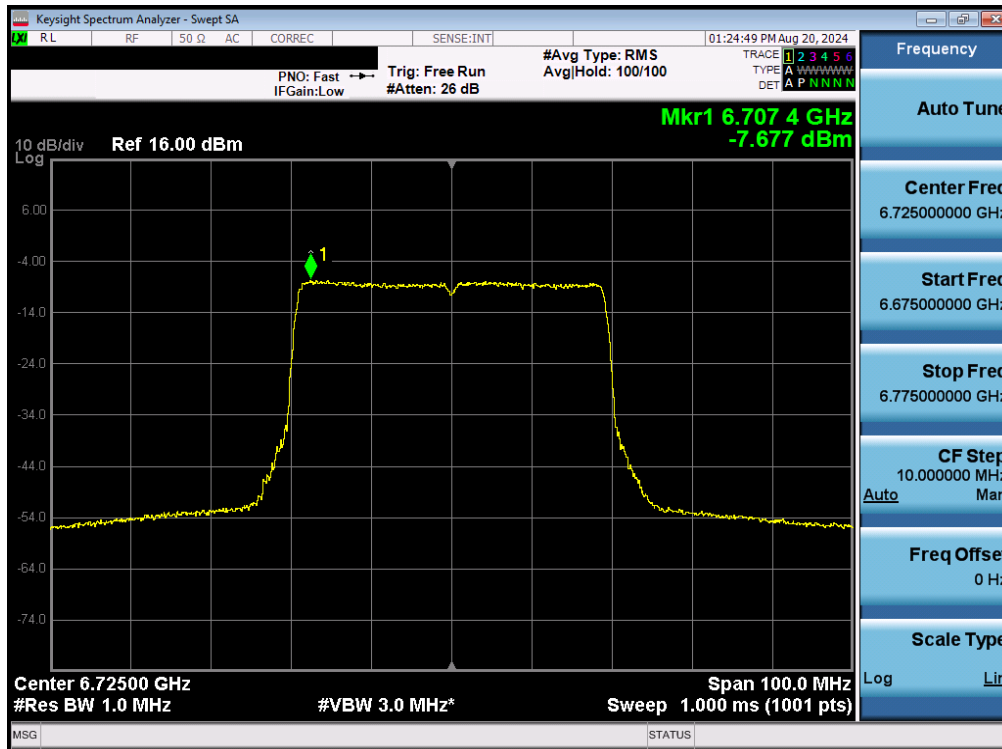 Keysight Spectrum Analyzer - Swept SA
LXI RL RF 50 Ω AC CORREC SENSE:INT 01:24:49 PM Aug 20, 2024
PNO: Fast
IFGain:Low
Trig: Free Run
#Atten: 26 dB
#Avg Type: RMS
Avg|Hold: 100/100
TRACE 1 2 3 4 5 6
TYPE A WWWWW
DET A P N N N N
Mkr1 6.707 4 GHz
-7.677 dBm
10 dB/div Ref 16.00 dBm
Log
1
6.00
-4.00
-14.0
-24.0
-34.0
-44.0
-54.0
-64.0
-74.0
Center 6.72500 GHz Span 100.0 MHz
#Res BW 1.0 MHz #VBW 3.0 MHz* Sweep 1.000 ms (1001 pts)
MSG STATUS
Frequency
Auto Tune
Center Freq
6.725000000 GHz
Start Freq
6.675000000 GHz
Stop Freq
6.775000000 GHz
CF Step
10.000000 MHz
Auto Man
Freq Offset
0 Hz
Scale Type
Log Lin